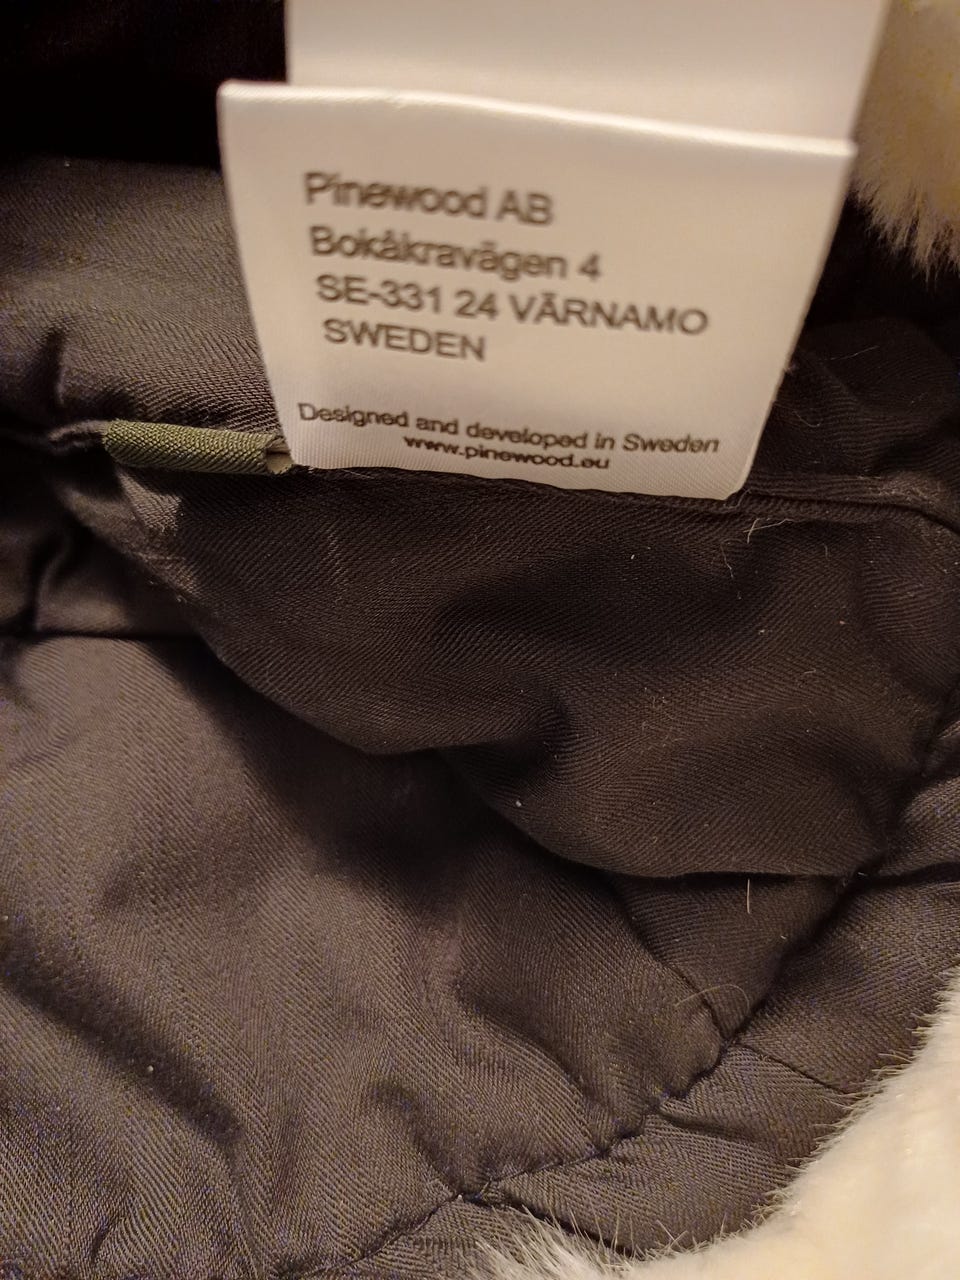 Pinewood AB
Bokåkravägen 4
SE-331 24 VÄRNAMO
SWEDEN
Designed and developed in Sweden
www.pinewood.eu